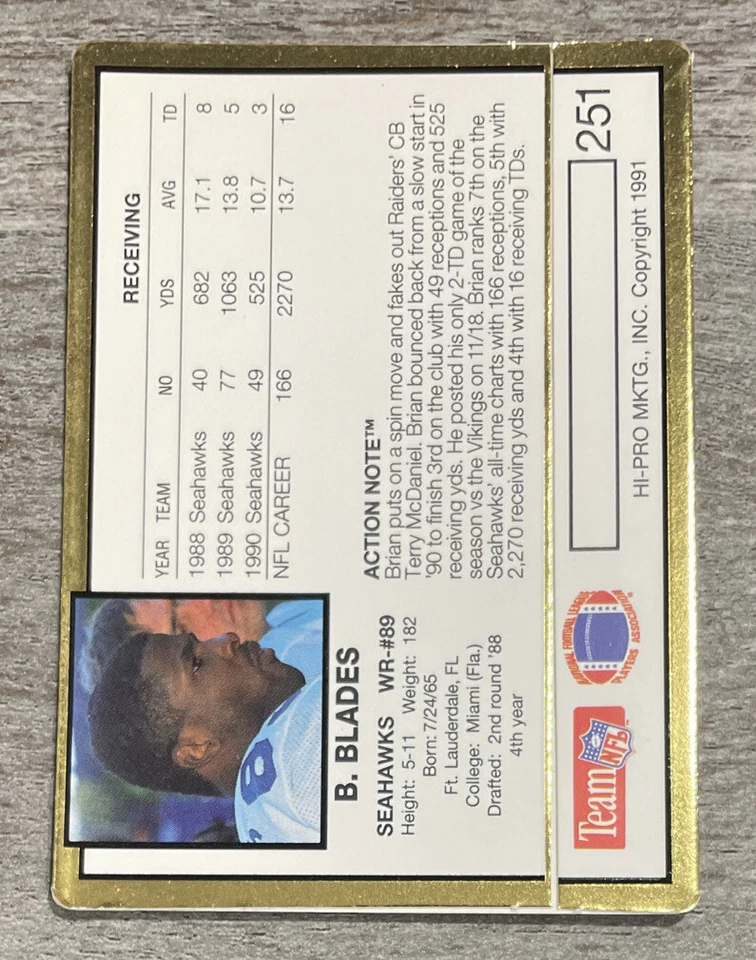 B. BLADES
SEAHAWKS WR-#89
Height: 5-11 Weight: 182
Born: 7/24/65
Ft. Lauderdale, FL
College: Miami (Fla.)
Drafted: 2nd round '88
4th year
RECEIVING
YEAR TEAM NO YDS AVG TD
1988 Seahawks 40 682 17.1 8
1989 Seahawks 77 1063 13.8 5
1990 Seahawks 49 525 10.7 3
NFL CAREER 166 2270 13.7 16
ACTION NOTE™
Brian puts on a spin move and fakes out Raiders' CB
Terry McDaniel. Brian bounced back from a slow start in
'90 to finish 3rd on the club with 49 receptions and 525
receiving yds. He posted his only 2-TD game of the
season vs the Vikings on 11/18. Brian ranks 7th on the
Seahawks' all-time charts with 166 receptions, 5th with
2,270 receiving yds and 4th with 16 receiving TDs.
Team NFL™
NATIONAL FOOTBALL LEAGUE
PLAYERS ASSOCIATION
251
HI-PRO MKTG., INC. Copyright 1991
8